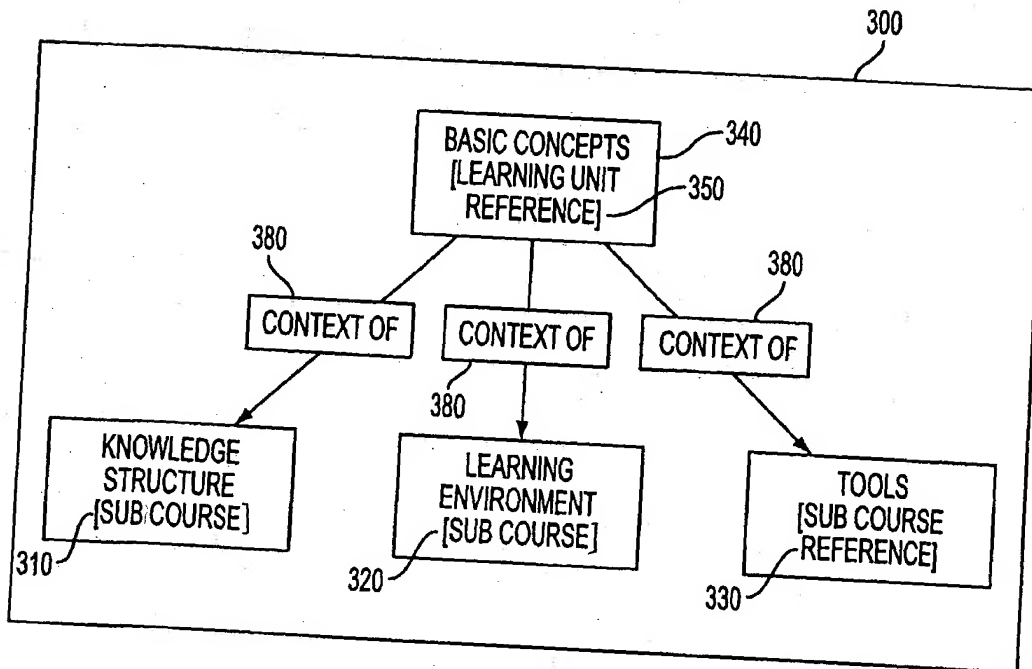 300
BASIC CONCEPTS
[LEARNING UNIT
REFERENCE]
340
350
380
380
CONTEXT OF
CONTEXT OF
CONTEXT OF
380
KNOWLEDGE
STRUCTURE
[SUB COURSE]
310
LEARNING
ENVIRONMENT
[SUB COURSE]
320
TOOLS
[SUB COURSE
REFERENCE]
330